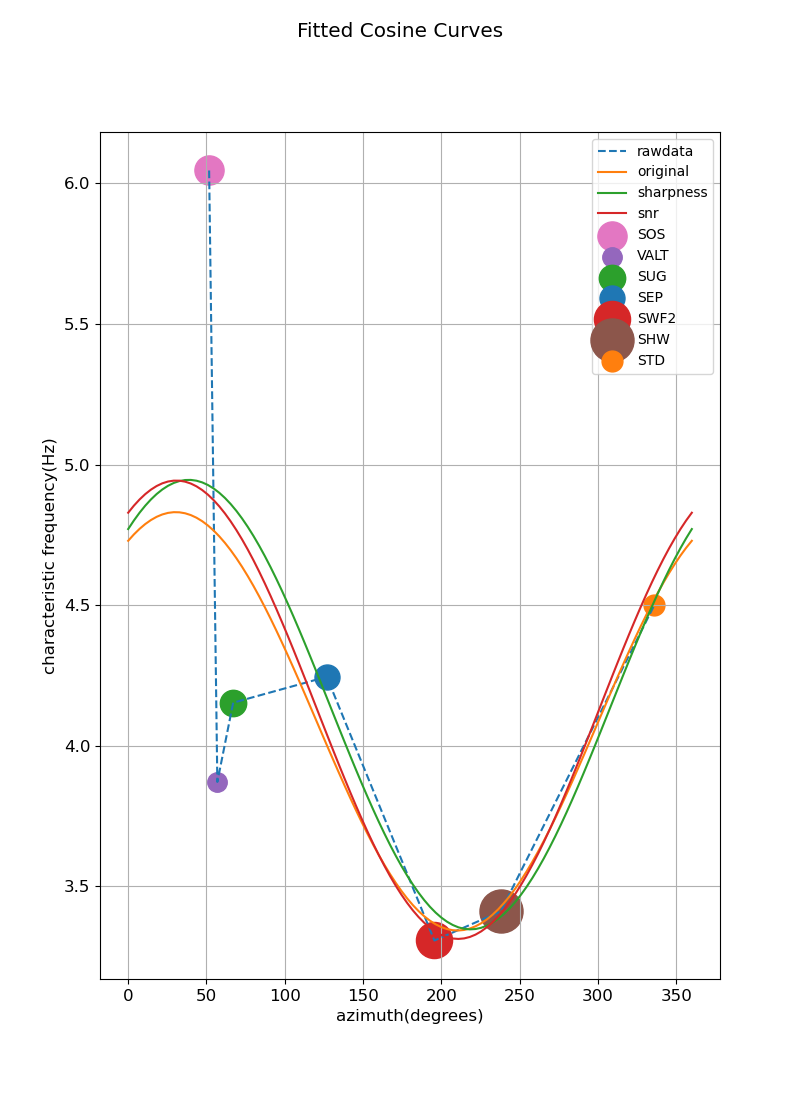 Fitted Cosine Curves
rawdata
original
sharpness
snr
SOS
VALT
SUG
SEP
SWF2
SHW
STD
characteristic frequency(Hz)
6.0
5.5
5.0
4.5
4.0
3.5
0 50 100 150 200 250 300 350
azimuth(degrees)